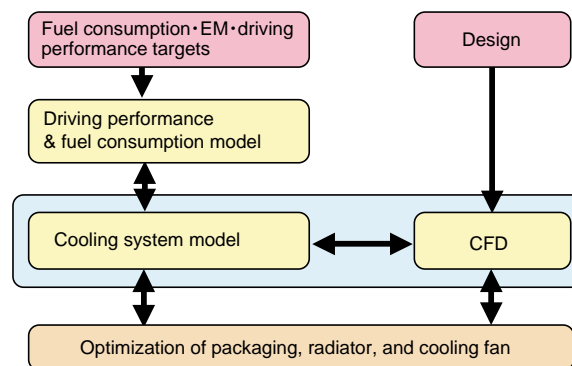 Fuel consumption・EM・driving
performance targets
Design
Driving performance
& fuel consumption model
Cooling system model
CFD
Optimization of packaging, radiator, and cooling fan